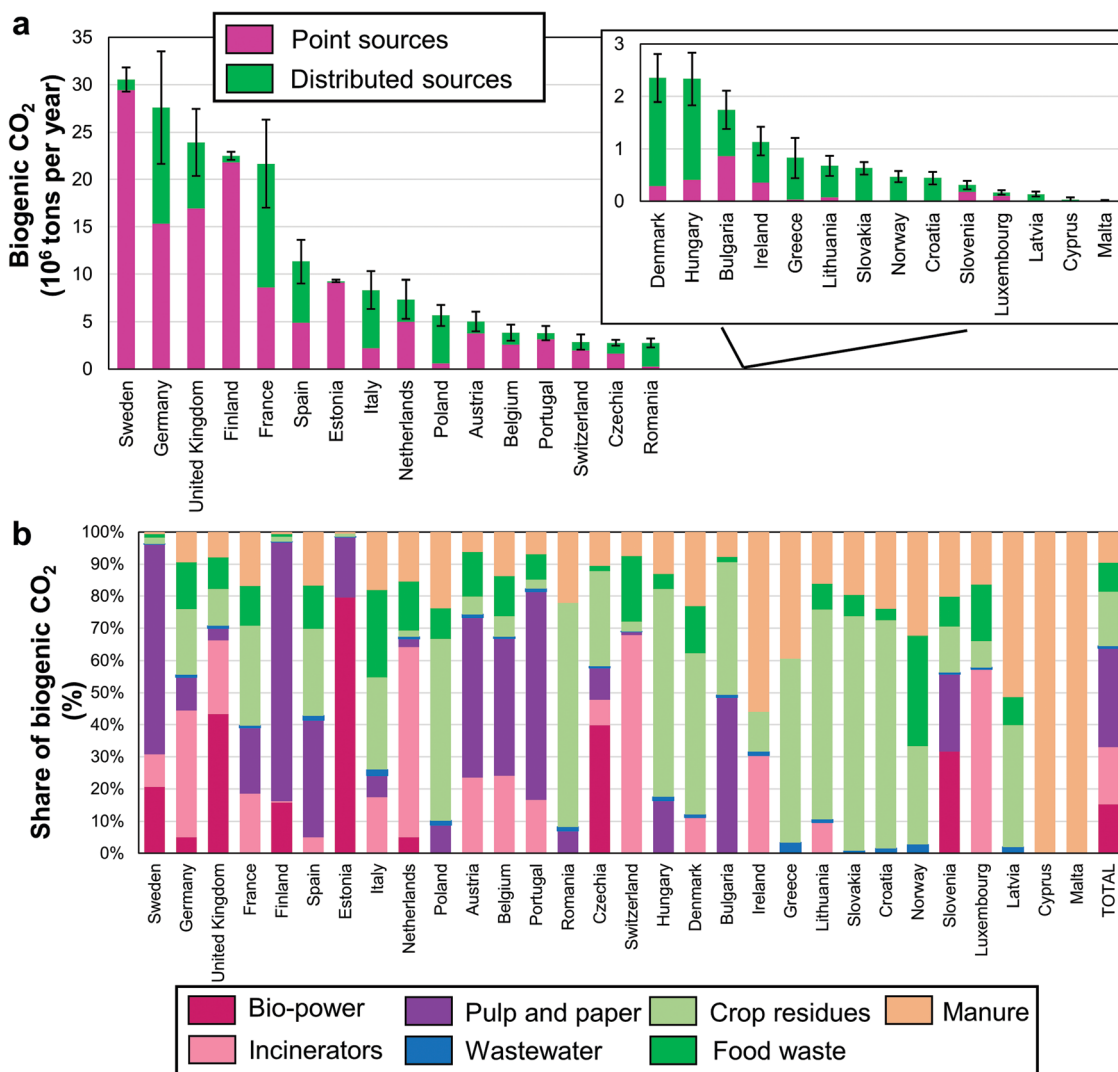 a
Biogenic CO2
(10^6 tons per year)
35
30
25
20
15
10
5
0
Point sources
Distributed sources
3
2
1
0
Denmark
Hungary
Bulgaria
Ireland
Greece
Lithuania
Slovakia
Norway
Croatia
Slovenia
Luxembourg
Latvia
Cyprus
Malta
Sweden
Germany
United Kingdom
Finland
France
Spain
Estonia
Italy
Netherlands
Poland
Austria
Belgium
Portugal
Switzerland
Czechia
Romania
b
Share of biogenic CO2
(%)
100%
90%
80%
70%
60%
50%
40%
30%
20%
10%
0%
Sweden
Germany
United Kingdom
France
Finland
Spain
Estonia
Italy
Netherlands
Poland
Austria
Belgium
Portugal
Romania
Czechia
Switzerland
Hungary
Denmark
Bulgaria
Ireland
Greece
Lithuania
Slovakia
Croatia
Norway
Slovenia
Luxembourg
Latvia
Cyprus
Malta
TOTAL
Bio-power
Pulp and paper
Crop residues
Manure
Incinerators
Wastewater
Food waste